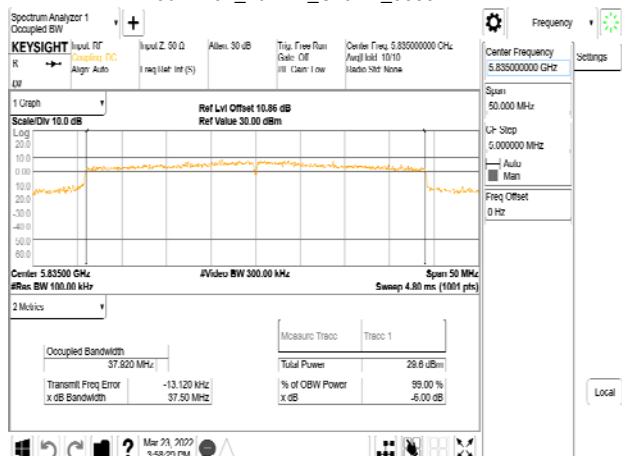 Spectrum Analyzer 1
Occupied BW
Frequency
KEYSIGHT
Input: RF
Coupling: DC
Align: Auto
Input Z: 50 Ω
Freq Ref: Int (S)
Atten: 30 dB
Trig: Free Run
Gate: Off
IF Gain: Low
Center Freq: 5.835000000 GHz
Avg|Hold: 10/10
Radio Std: None
Center Frequency
5.835000000 GHz
Settings
Span
50.000 MHz
CF Step
5.000000 MHz
Auto
Man
Freq Offset
0 Hz
1 Graph
Scale/Div 10.0 dB
Ref Lvl Offset 10.86 dB
Ref Value 30.00 dBm
Log
20.0
10.0
0.00
-10.0
20.0
-30.0
-40.0
50.0
60.0
Center 5.83500 GHz
#Res BW 100.00 kHz
#Video BW 300.00 kHz
Span 50 MHz
Sweep 4.80 ms (1001 pts)
2 Metrics
Measure Trace
Trace 1
Occupied Bandwidth
37.920 MHz
Total Power
29.6 dBm
Transmit Freq Error
-13.120 kHz
% of OBW Power
99.00 %
x dB Bandwidth
37.50 MHz
x dB
-6.00 dB
Local
Mar 23, 2022
3:58:20 PM